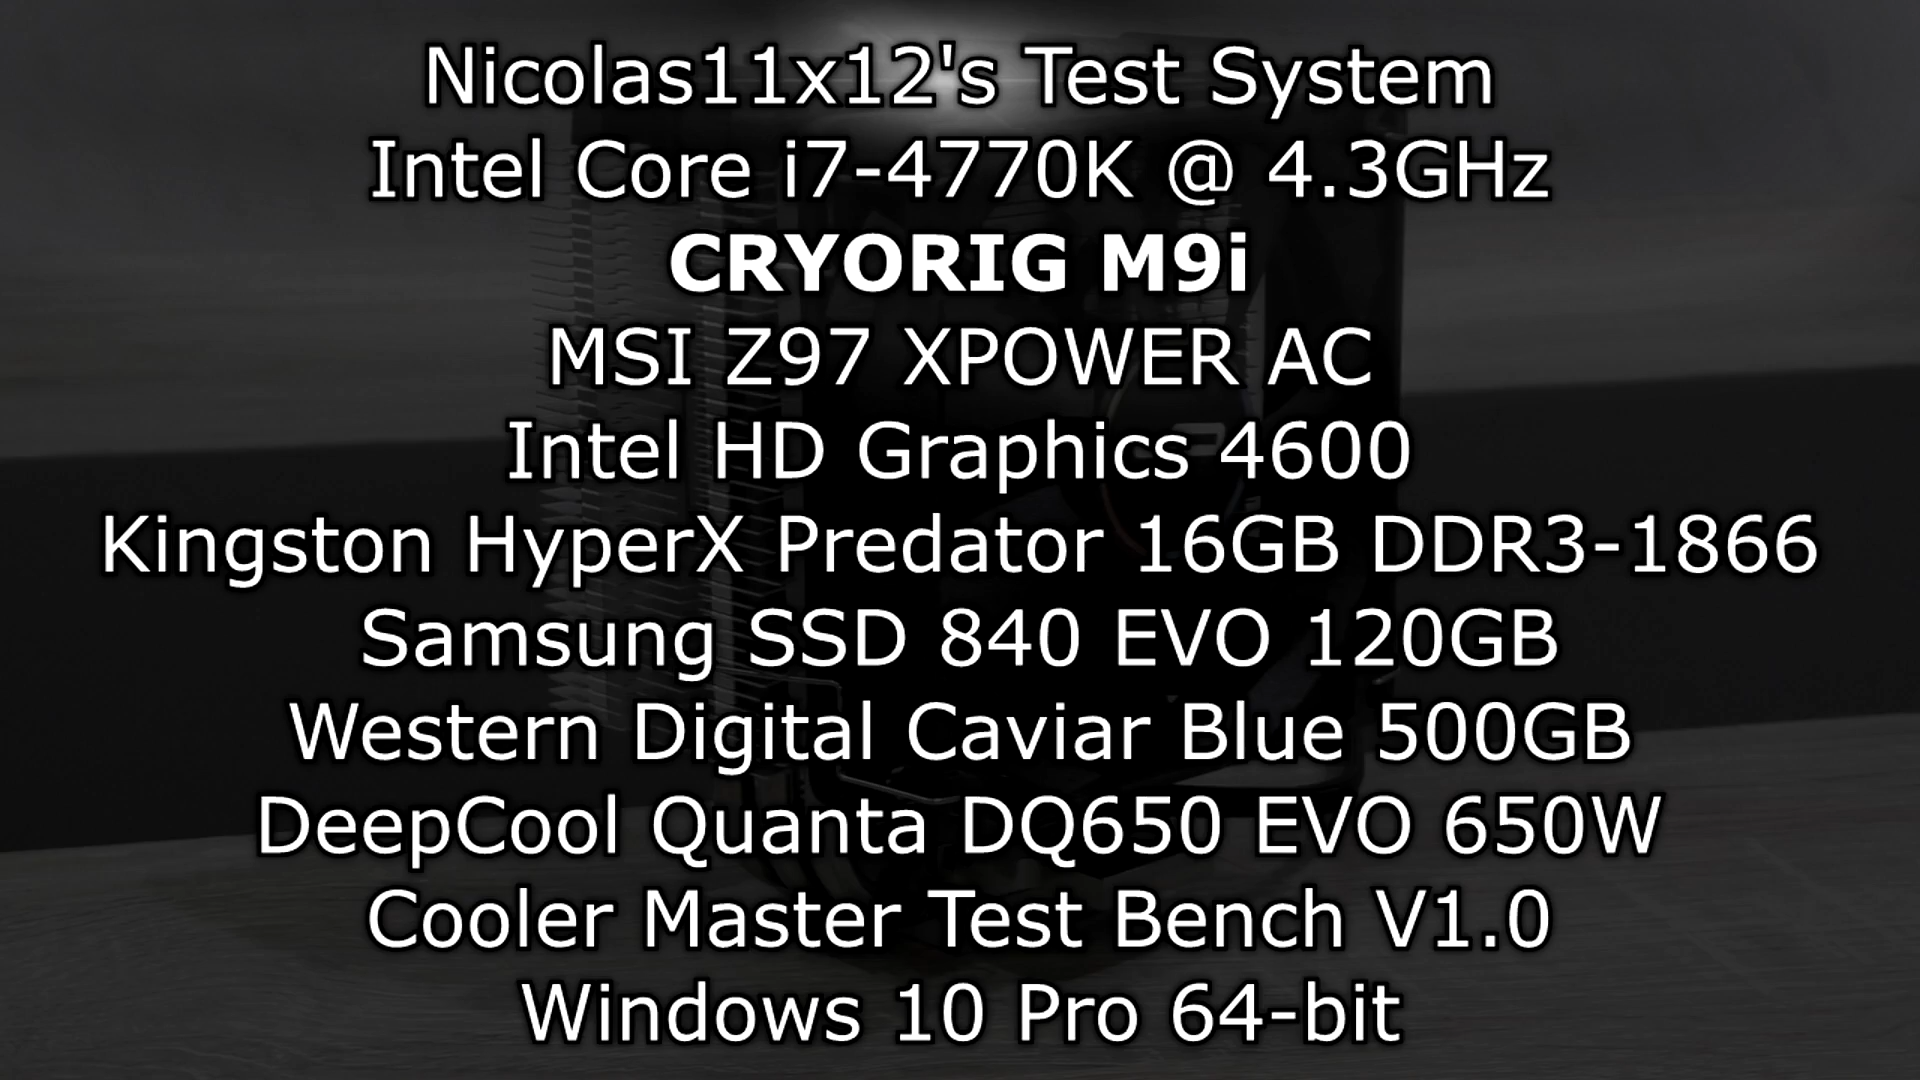 Nicolas11x12's Test System
Intel Core i7-4770K @ 4.3GHz
CRYORIG M9i
MSI Z97 XPOWER AC
Intel HD Graphics 4600
Kingston HyperX Predator 16GB DDR3-1866
Samsung SSD 840 EVO 120GB
Western Digital Caviar Blue 500GB
DeepCool Quanta DQ650 EVO 650W
Cooler Master Test Bench V1.0
Windows 10 Pro 64-bit